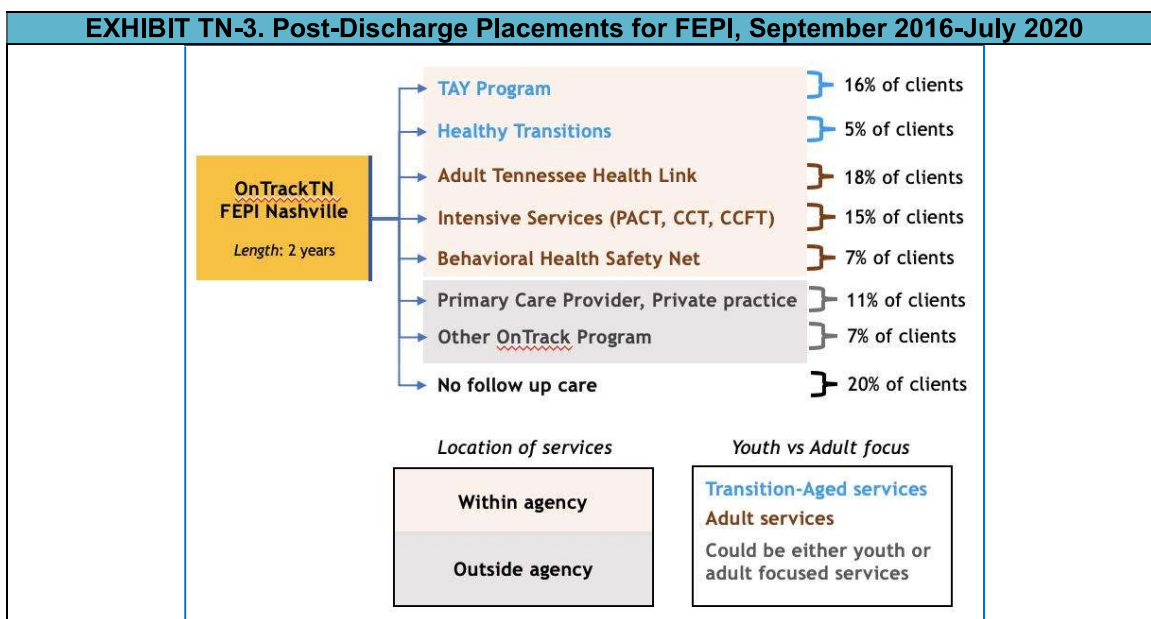 EXHIBIT TN-3. Post-Discharge Placements for FEPI, September 2016-July 2020
OnTrackTN
FEPI Nashville
Length: 2 years
TAY Program
16% of clients
Healthy Transitions
5% of clients
Adult Tennessee Health Link
18% of clients
Intensive Services (PACT, CCT, CCFT)
15% of clients
Behavioral Health Safety Net
7% of clients
Primary Care Provider, Private practice
11% of clients
Other OnTrack Program
7% of clients
No follow up care
20% of clients
Location of services
Within agency
Outside agency
Youth vs Adult focus
Transition-Aged services
Adult services
Could be either youth or
adult focused services